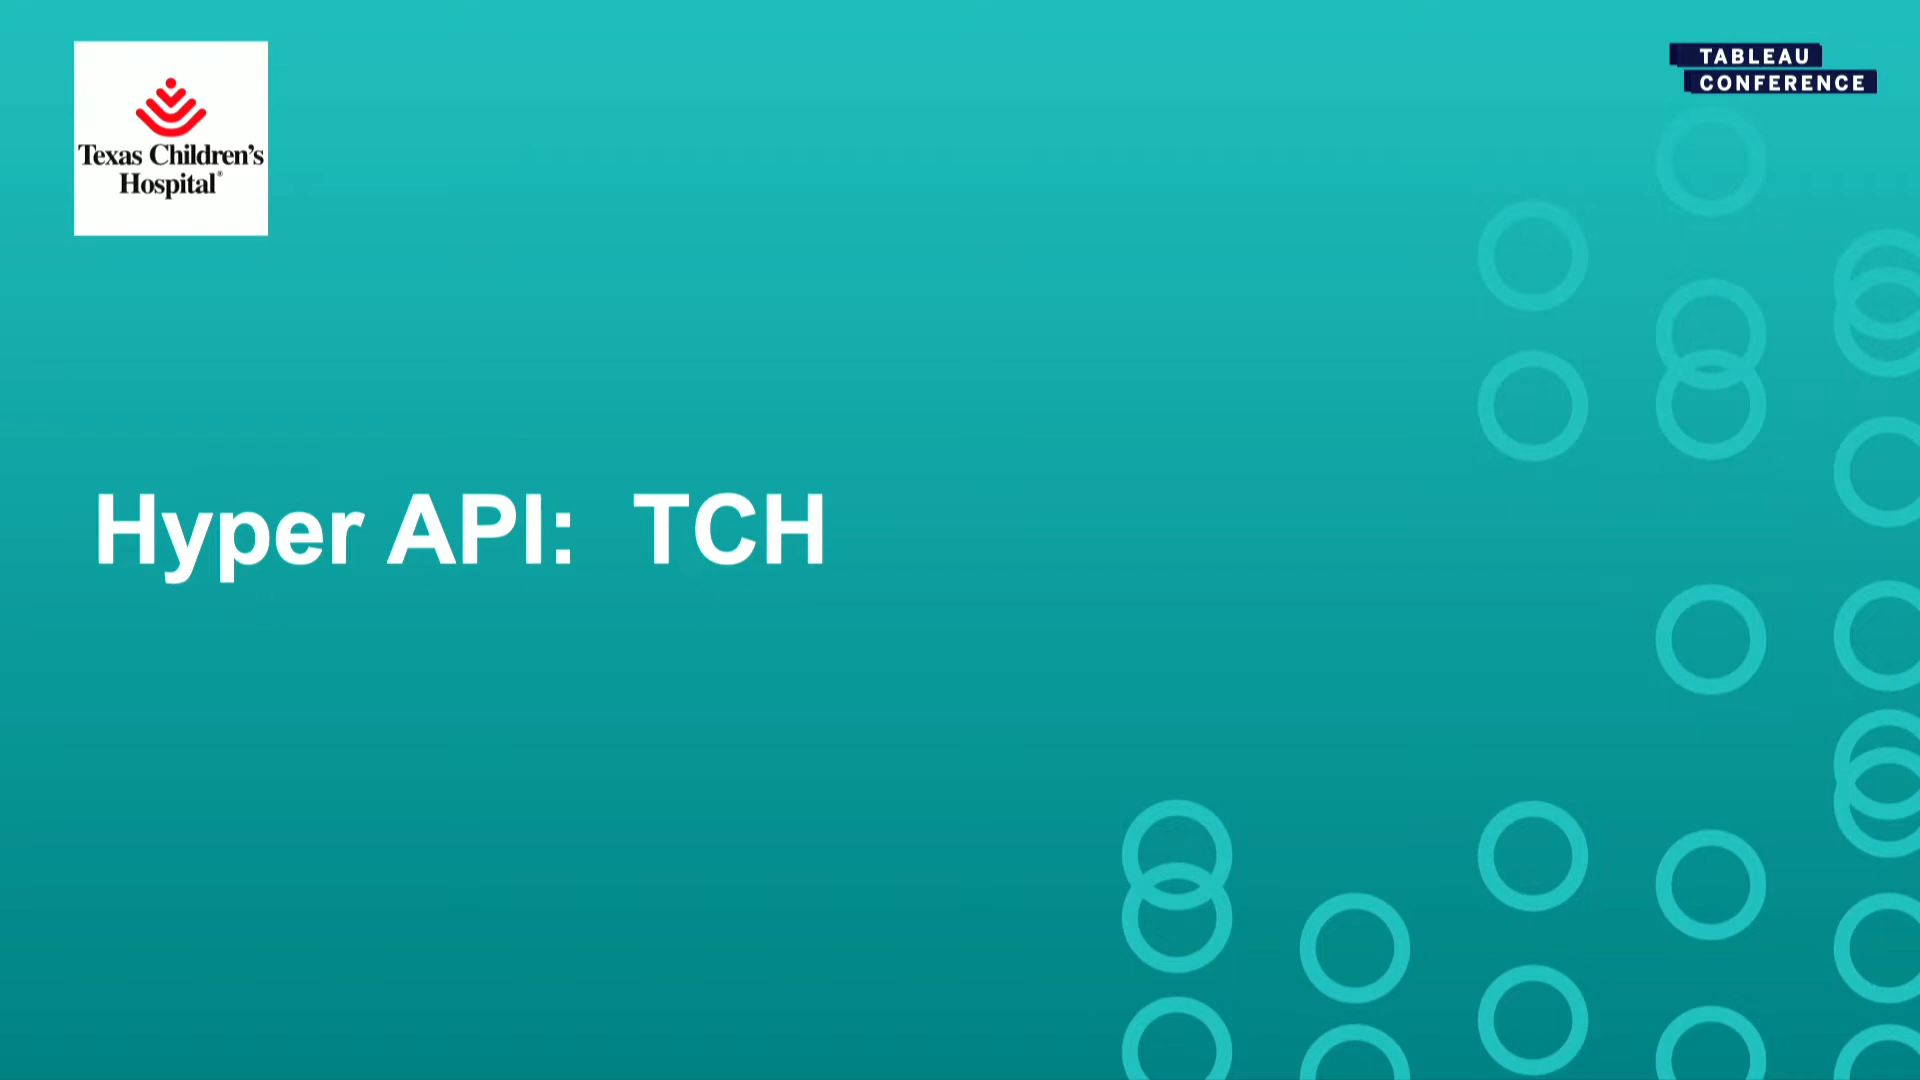 Texas Children's
Hospital®
TABLEAU
CONFERENCE
Hyper API:  TCH